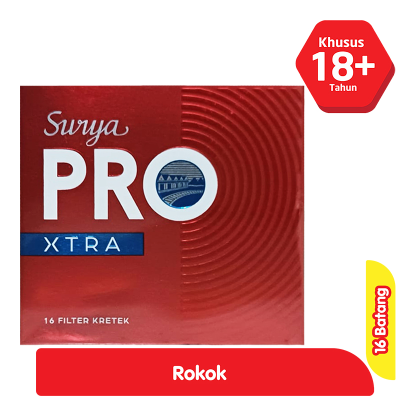 Khusus
18+
Tahun
Surya
PRO
XTRA
16 FILTER KRETEK
16 Batang
Rokok